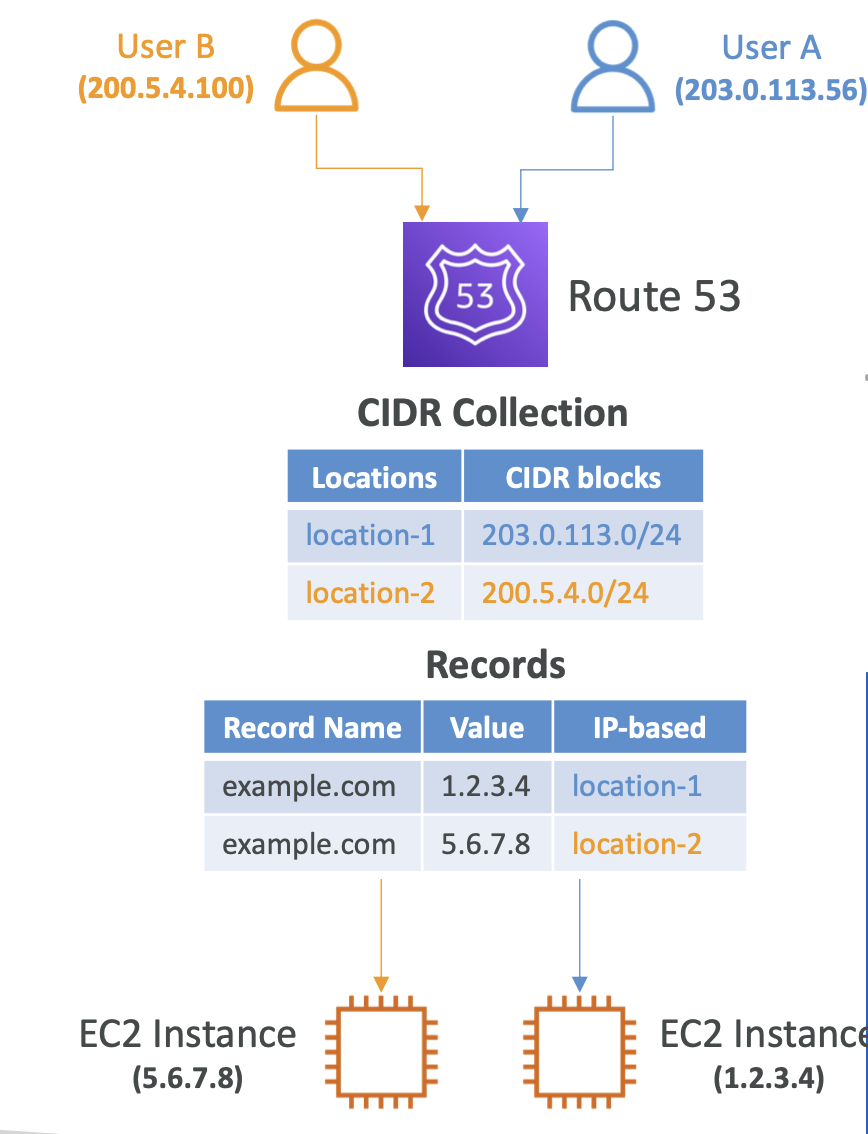 User B
(200.5.4.100)
User A
(203.0.113.56)
53
Route 53
CIDR Collection
Locations CIDR blocks
location-1 203.0.113.0/24
location-2 200.5.4.0/24
Records
Record Name Value IP-based
example.com 1.2.3.4 location-1
example.com 5.6.7.8 location-2
EC2 Instance
(5.6.7.8)
EC2 Instance
(1.2.3.4)